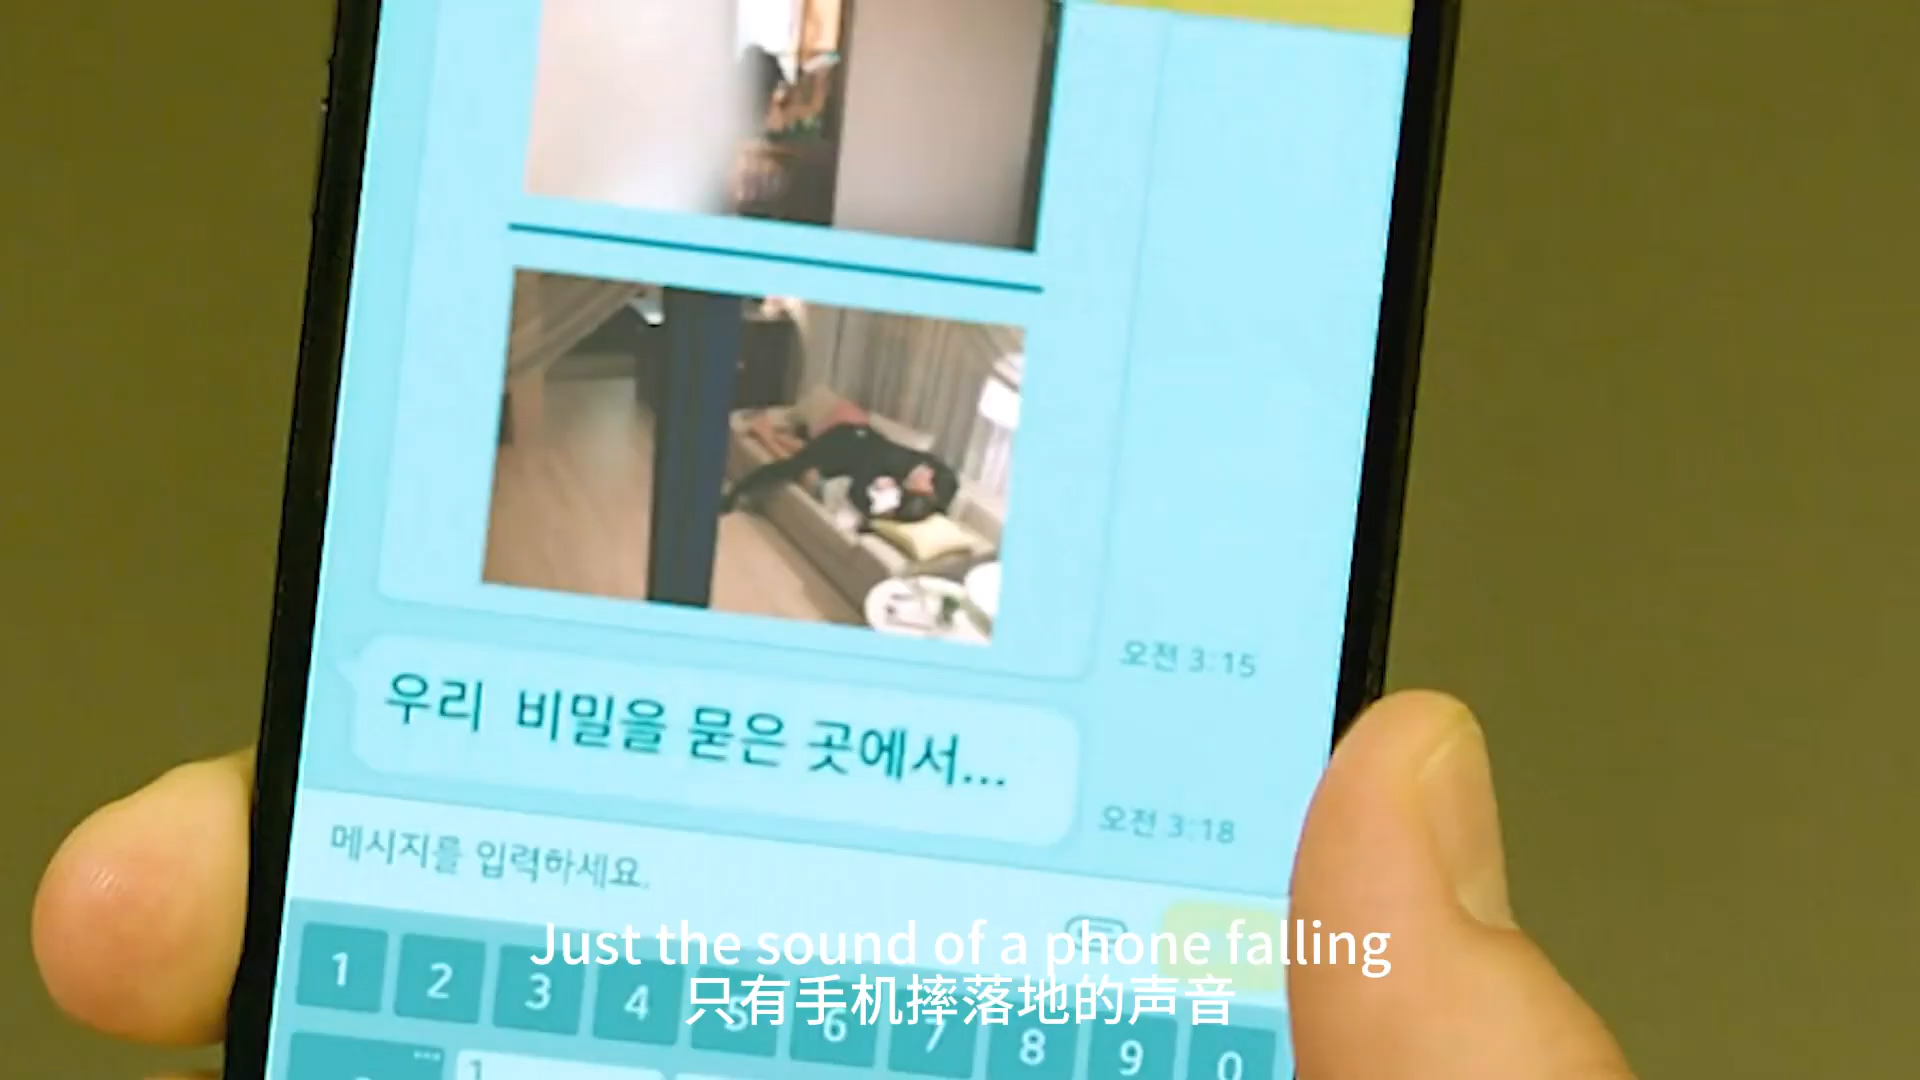 오전 3:15
우리 비밀을 묻은 곳에서...
오전 3:18
메시지를 입력하세요.
Just the sound of a phone falling
只有手机摔落地的声音
1 2 3 4 5 6 7 8 9 0
1